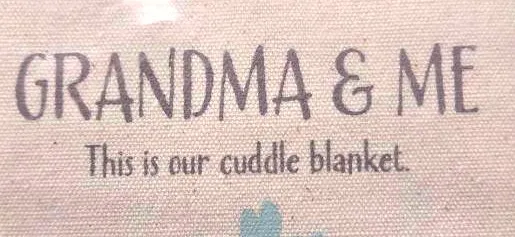 GRANDMA & ME
This is our cuddle blanket.